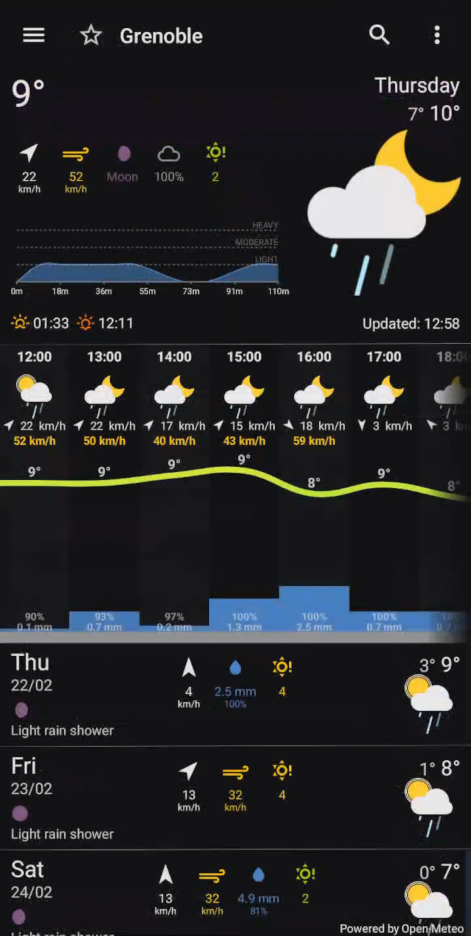 Grenoble
9°
Thursday
7° 10°
22 km/h
52 km/h
Moon
100%
2
HEAVY
MODERATE
LIGHT
0m 18m 36m 55m 73m 91m 110m
01:33 12:11
Updated: 12:58
12:00 13:00 14:00 15:00 16:00 17:00 18:0
22 km/h 22 km/h 17 km/h 15 km/h 18 km/h 3 km/h 3
52 km/h 50 km/h 40 km/h 43 km/h 59 km/h
9° 9° 9° 9° 8° 9° 8°
90% 93% 97% 100% 100% 100%
0.1 mm 0.7 mm 0.2 mm 1.3 mm 2.5 mm 0.7 mm
Thu
22/02
Light rain shower
4 km/h
2.5 mm
100%
4
3° 9°
Fri
23/02
Light rain shower
13 km/h
32 km/h
4
1° 8°
Sat
24/02
Light rain shower
13 km/h
32 km/h
4.9 mm
81%
2
0° 7°
Powered by Open-Meteo